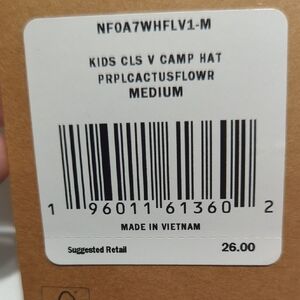 NF0A7WHFLV1-M
KIDS CLS V CAMP HAT
PRPLCACTUSFLOWR
MEDIUM
1 96011 61360 2
MADE IN VIETNAM
Suggested Retail 26.00